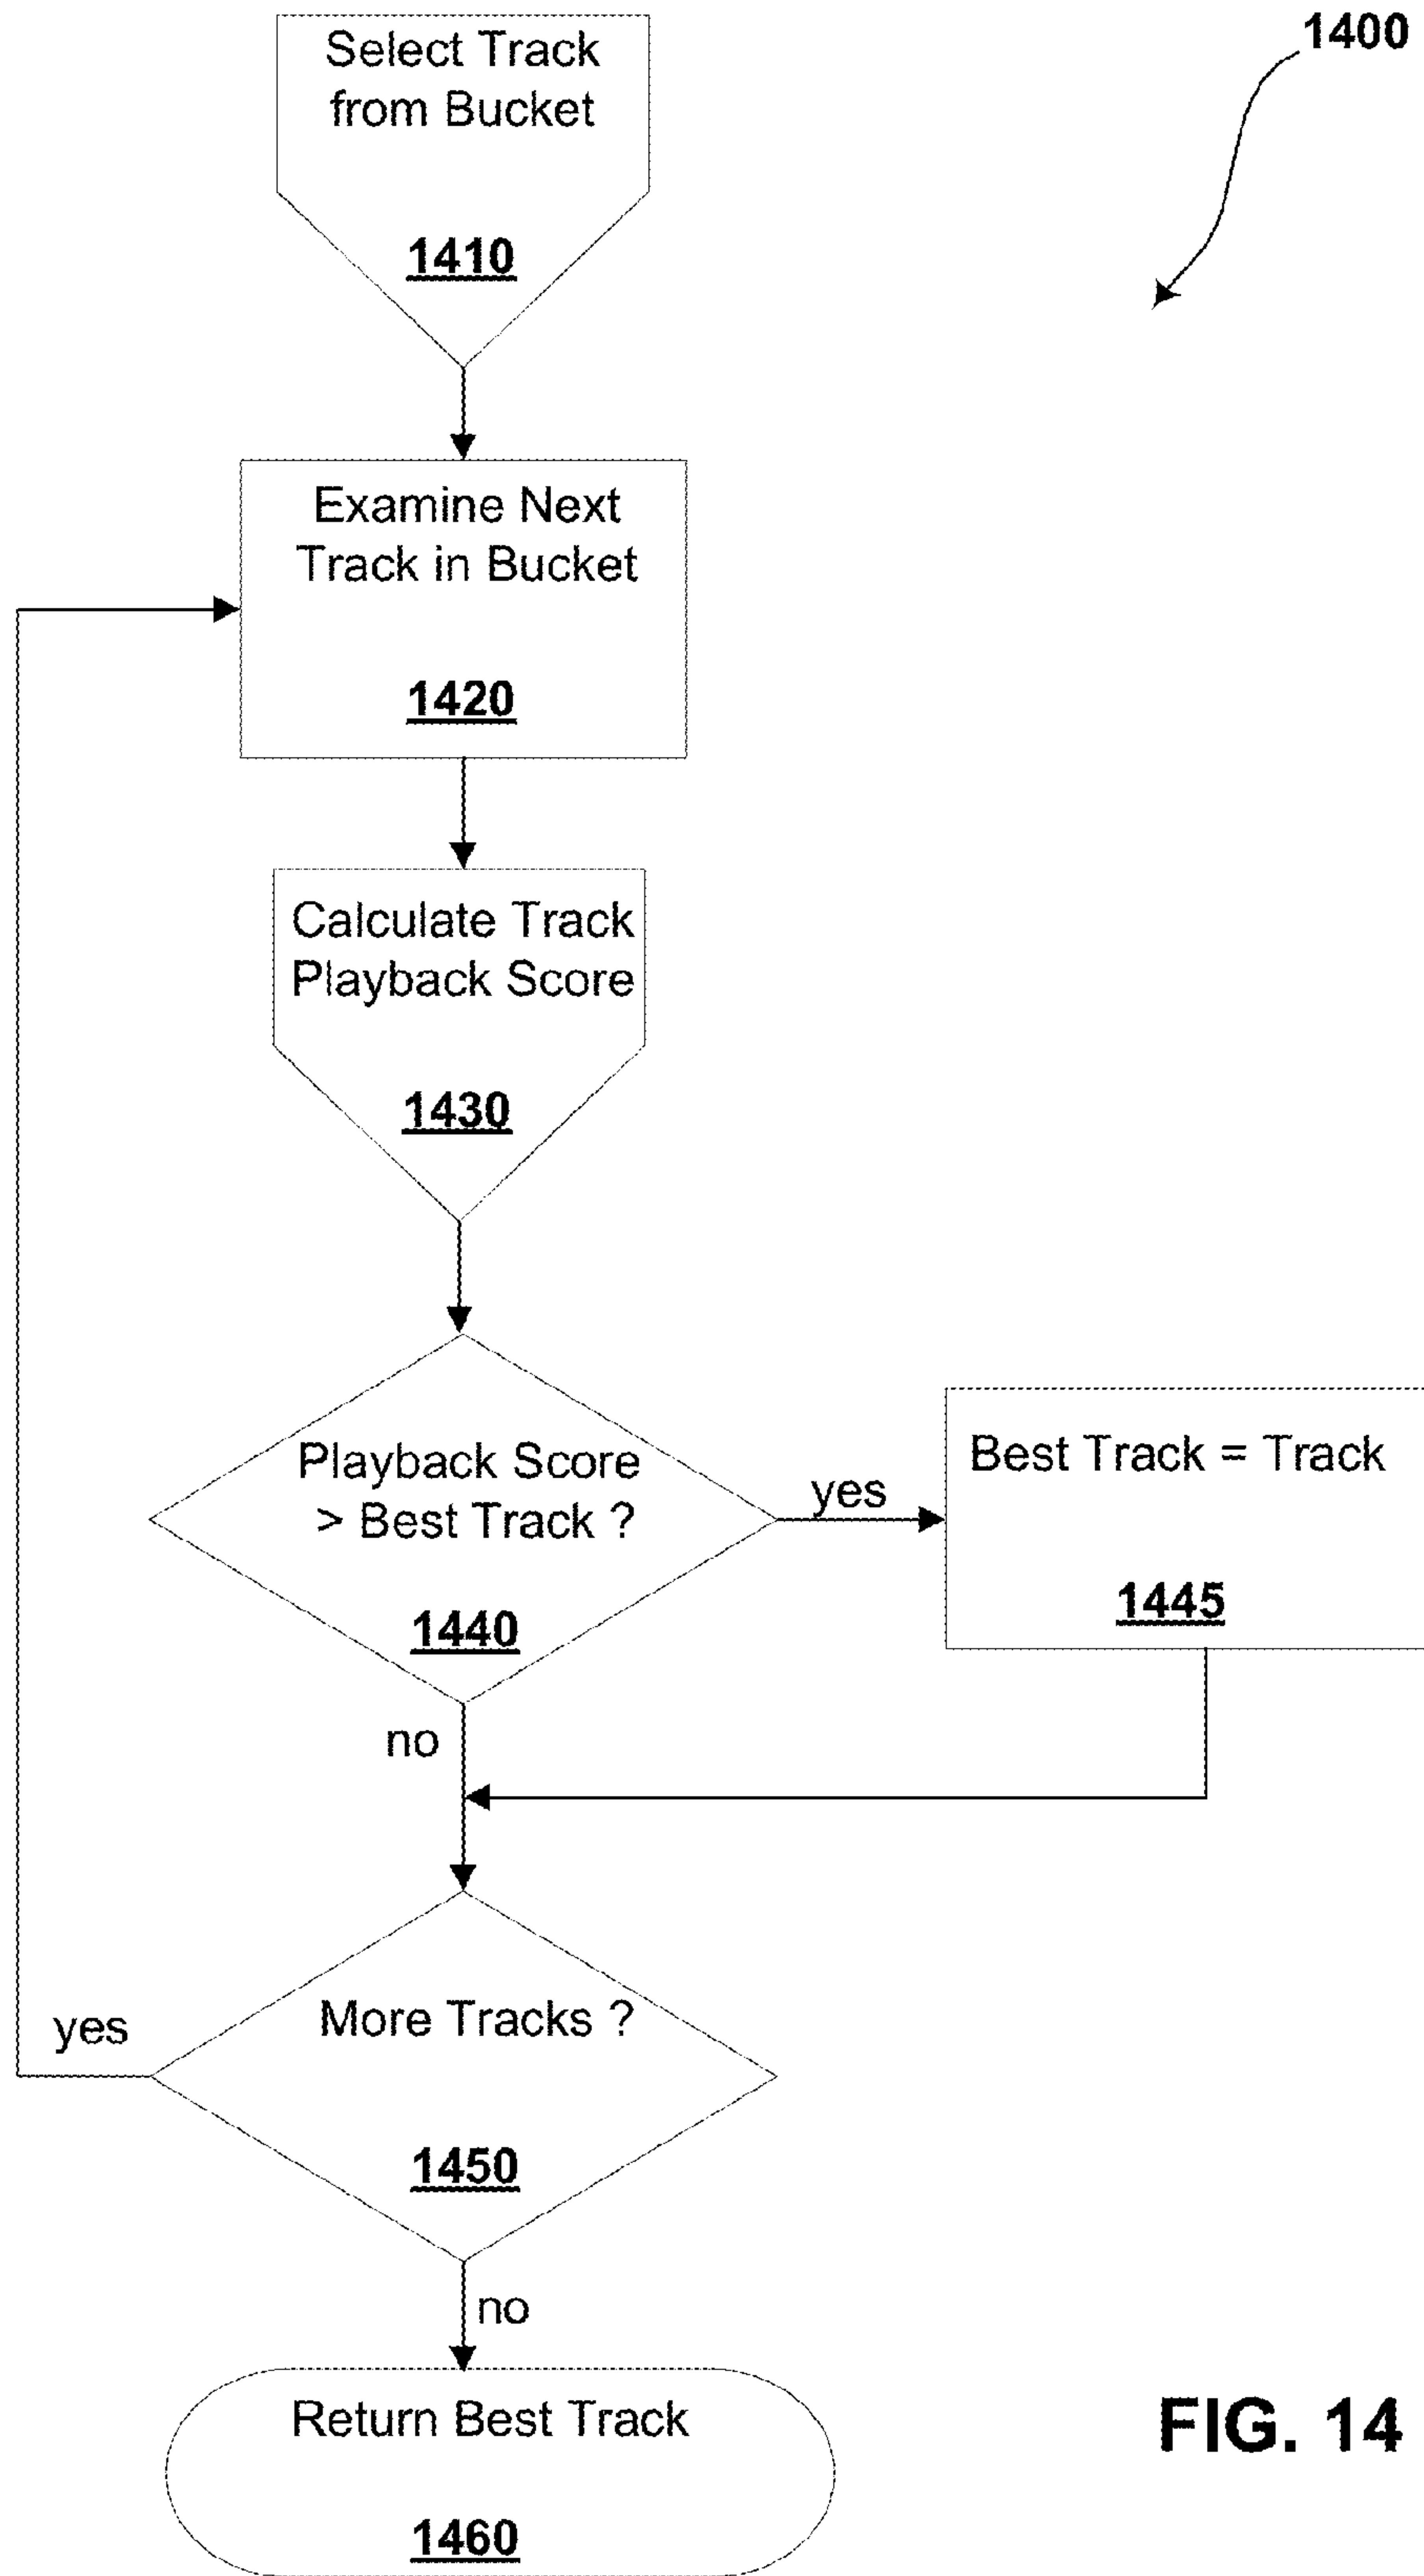 1400
Select Track
from Bucket
1410
Examine Next
Track in Bucket
1420
Calculate Track
Playback Score
1430
Playback Score
> Best Track ?
1440
yes
Best Track = Track
1445
no
More Tracks ?
1450
yes
no
Return Best Track
1460
FIG. 14